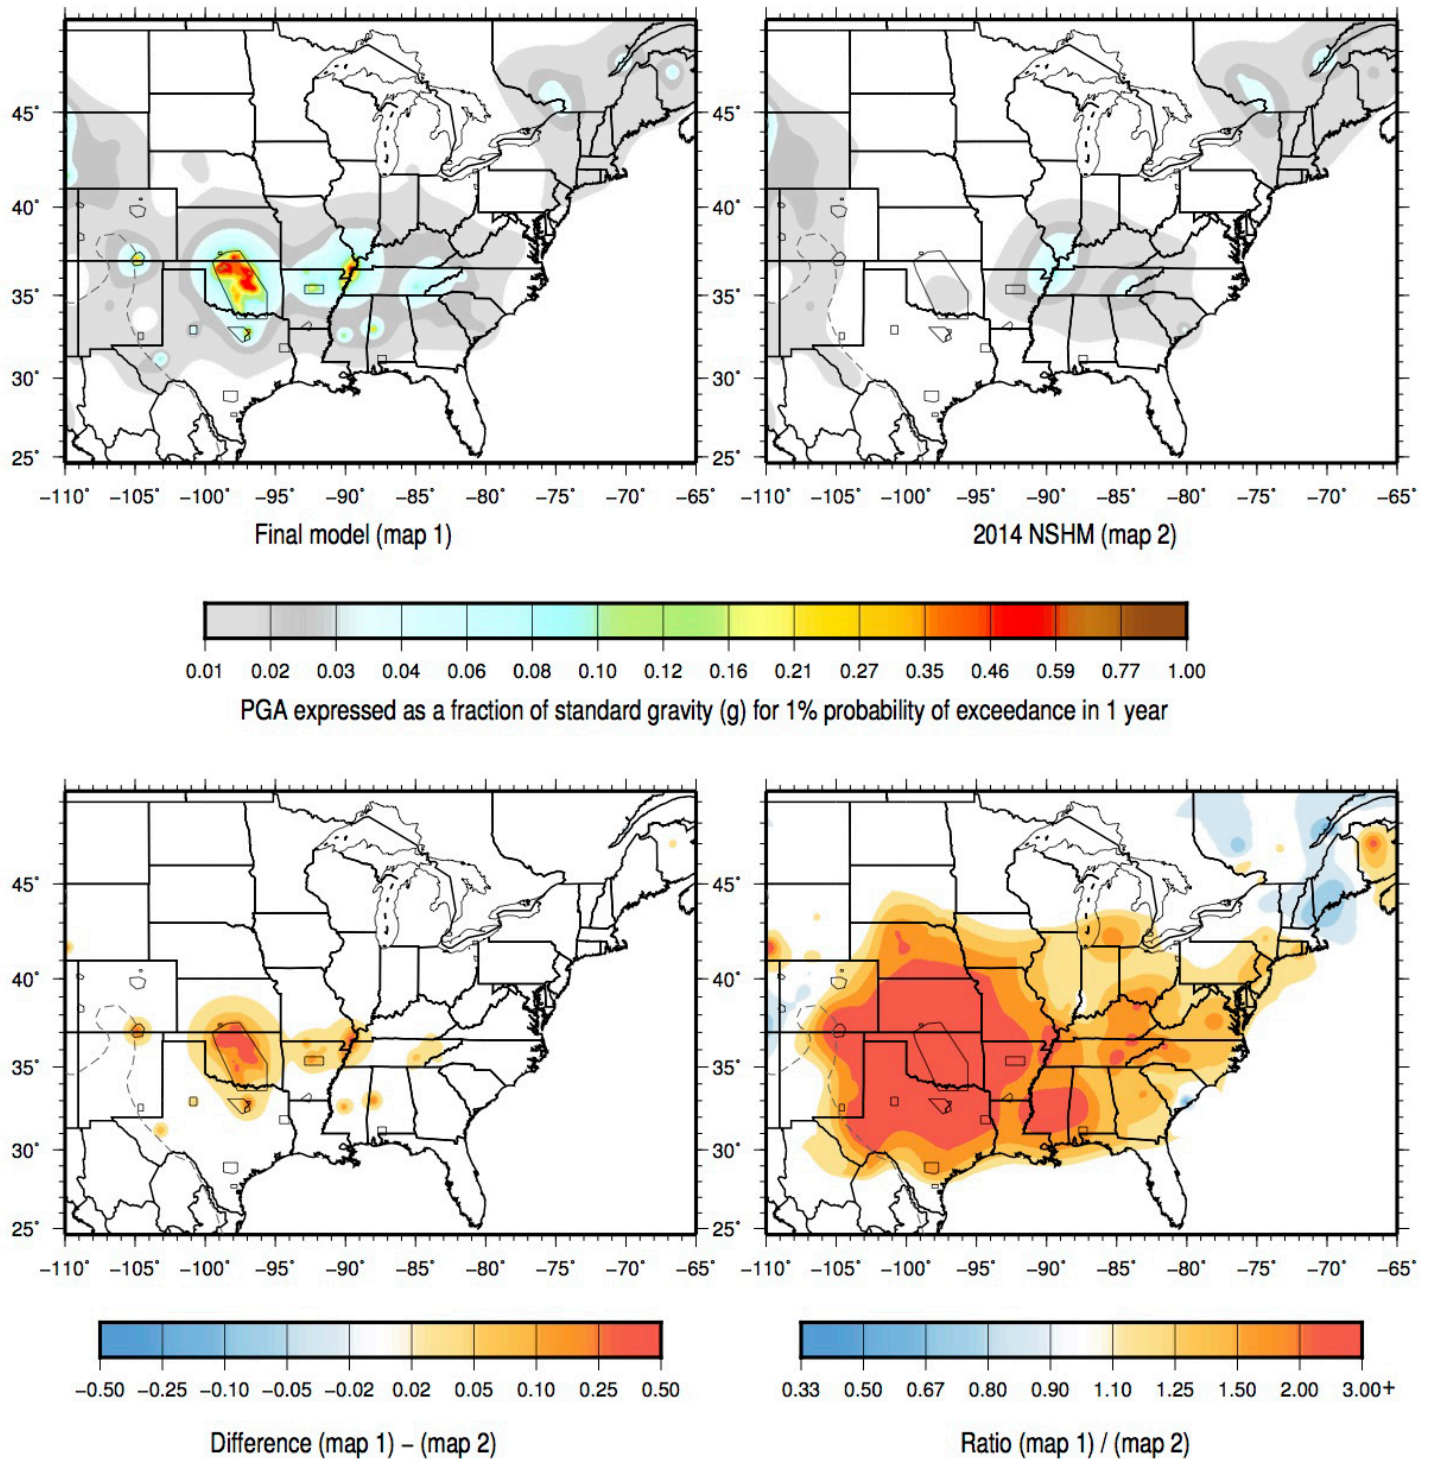 45° 45°
40° 40°
35° 35°
30° 30°
25° 25°
−110° −105° −100° −95° −90° −85° −80° −75° −70° −65° −110° −105° −100° −95° −90° −85° −80° −75° −70° −65°
Final model (map 1) 2014 NSHM (map 2)
0.01 0.02 0.03 0.04 0.06 0.08 0.10 0.12 0.16 0.21 0.27 0.35 0.46 0.59 0.77 1.00
PGA expressed as a fraction of standard gravity (g) for 1% probability of exceedance in 1 year
45° 45°
40° 40°
35° 35°
30° 30°
25° 25°
−110° −105° −100° −95° −90° −85° −80° −75° −70° −65° −110° −105° −100° −95° −90° −85° −80° −75° −70° −65°
−0.50 −0.25 −0.10 −0.05 −0.02 0.02 0.05 0.10 0.25 0.50 0.33 0.50 0.67 0.80 0.90 1.10 1.25 1.50 2.00 3.00+
Difference (map 1) − (map 2) Ratio (map 1) / (map 2)